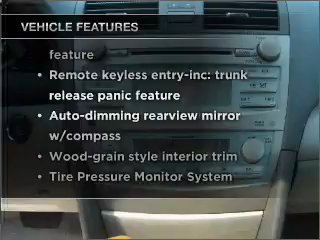 VEHICLE FEATURES
feature
• Remote keyless entry-inc: trunk
release panic feature
• Auto-dimming rearview mirror
w/compass
• Wood-grain style interior trim
• Tire Pressure Monitor System